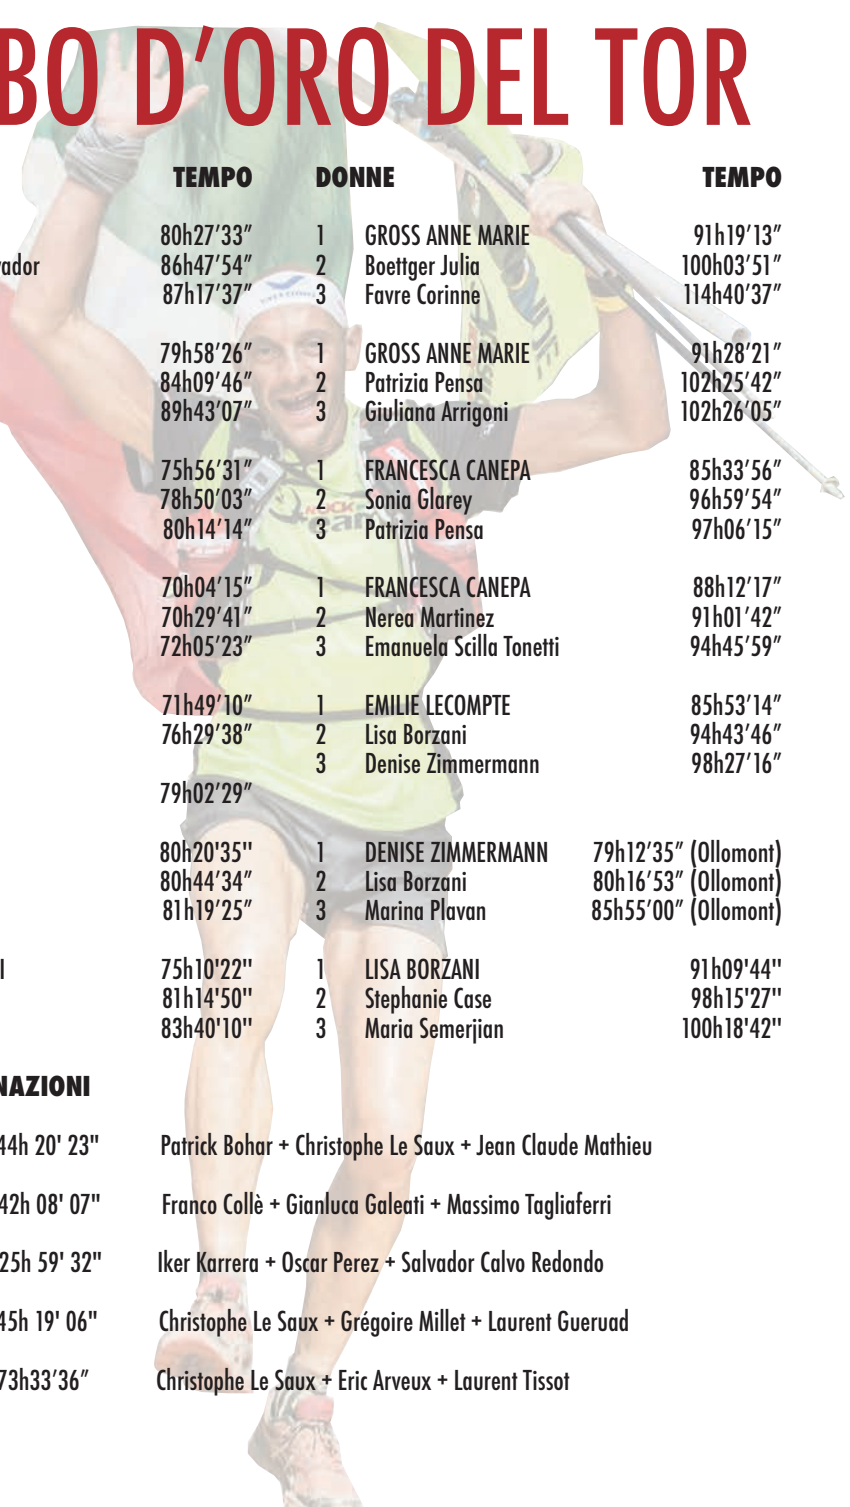 BO D’ORO DEL TOR
TEMPO DONNE TEMPO
80h27’33” 1 GROSS ANNE MARIE 91h19’13”
ador 86h47’54” 2 Boettger Julia 100h03’51”
87h17’37” 3 Favre Corinne 114h40’37”
79h58’26” 1 GROSS ANNE MARIE 91h28’21”
84h09’46” 2 Patrizia Pensa 102h25’42”
89h43’07” 3 Giuliana Arrigoni 102h26’05”
75h56’31” 1 FRANCESCA CANEPA 85h33’56”
78h50’03” 2 Sonia Glarey 96h59’54”
80h14’14” 3 Patrizia Pensa 97h06’15”
70h04’15” 1 FRANCESCA CANEPA 88h12’17”
70h29’41” 2 Nerea Martinez 91h01’42”
72h05’23” 3 Emanuela Scilla Tonetti 94h45’59”
71h49’10” 1 EMILIE LECOMPTE 85h53’14”
76h29’38” 2 Lisa Borzani 94h43’46”
3 Denise Zimmermann 98h27’16”
79h02’29”
80h20'35'' 1 DENISE ZIMMERMANN 79h12’35” (Ollomont)
80h44’34” 2 Lisa Borzani 80h16’53” (Ollomont)
81h19’25” 3 Marina Plavan 85h55’00” (Ollomont)
I 75h10'22'' 1 LISA BORZANI 91h09'44''
81h14'50'' 2 Stephanie Case 98h15'27''
83h40'10'' 3 Maria Semerjian 100h18'42''
NAZIONI
44h 20' 23" Patrick Bohar + Christophe Le Saux + Jean Claude Mathieu
42h 08' 07" Franco Collè + Gianluca Galeati + Massimo Tagliaferri
25h 59' 32" Iker Karrera + Oscar Perez + Salvador Calvo Redondo
45h 19' 06" Christophe Le Saux + Grégoire Millet + Laurent Gueruad
73h33’36” Christophe Le Saux + Eric Arveux + Laurent Tissot